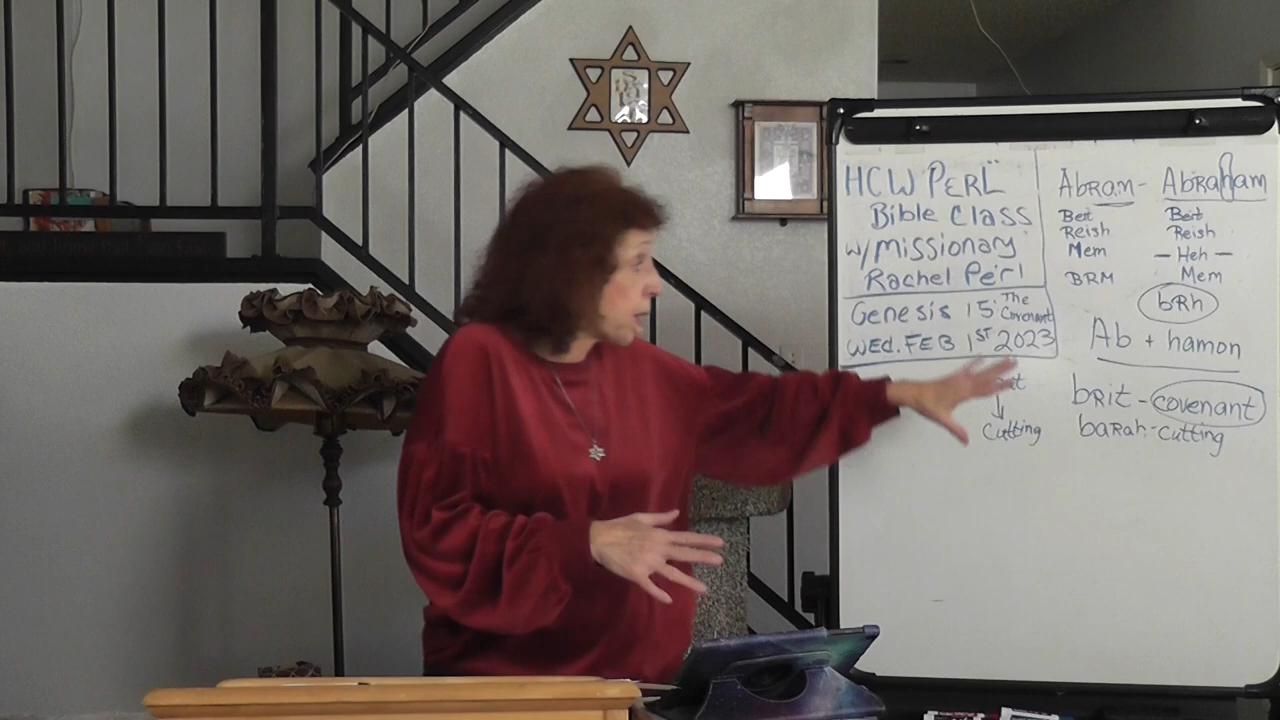 HCW PERL"
Bible Class
w/missionary
Rachel Perl
Genesis 15: The Covenant
WED. FEB 1ST 2023
Cutting
Abram - Abraham
Beit Beit
Reish Reish
Mem - Heh -
BRM Mem
bRh
Ab + hamon
brit - covenant
barah - cutting